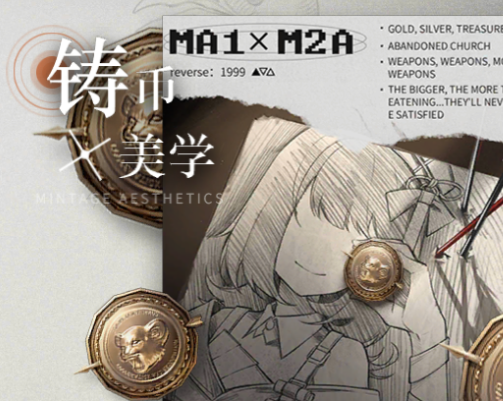 铸币
×美学
MINTAGE AESTHETICS
MA1×M2A
reverse: 1999 ▲▽△
• GOLD, SILVER, TREASURE
• ABANDONED CHURCH
• WEAPONS, WEAPONS, MO
WEAPONS
• THE BIGGER, THE MORE T
EATENING...THEY'LL NEV
E SATISFIED